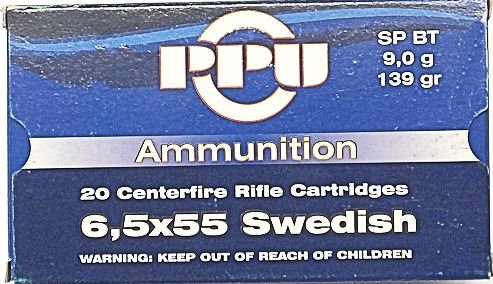 PPU
SP BT
9,0 g
139 gr
Ammunition
20 Centerfire Rifle Cartridges
6,5x55 Swedish
WARNING: KEEP OUT OF REACH OF CHILDREN